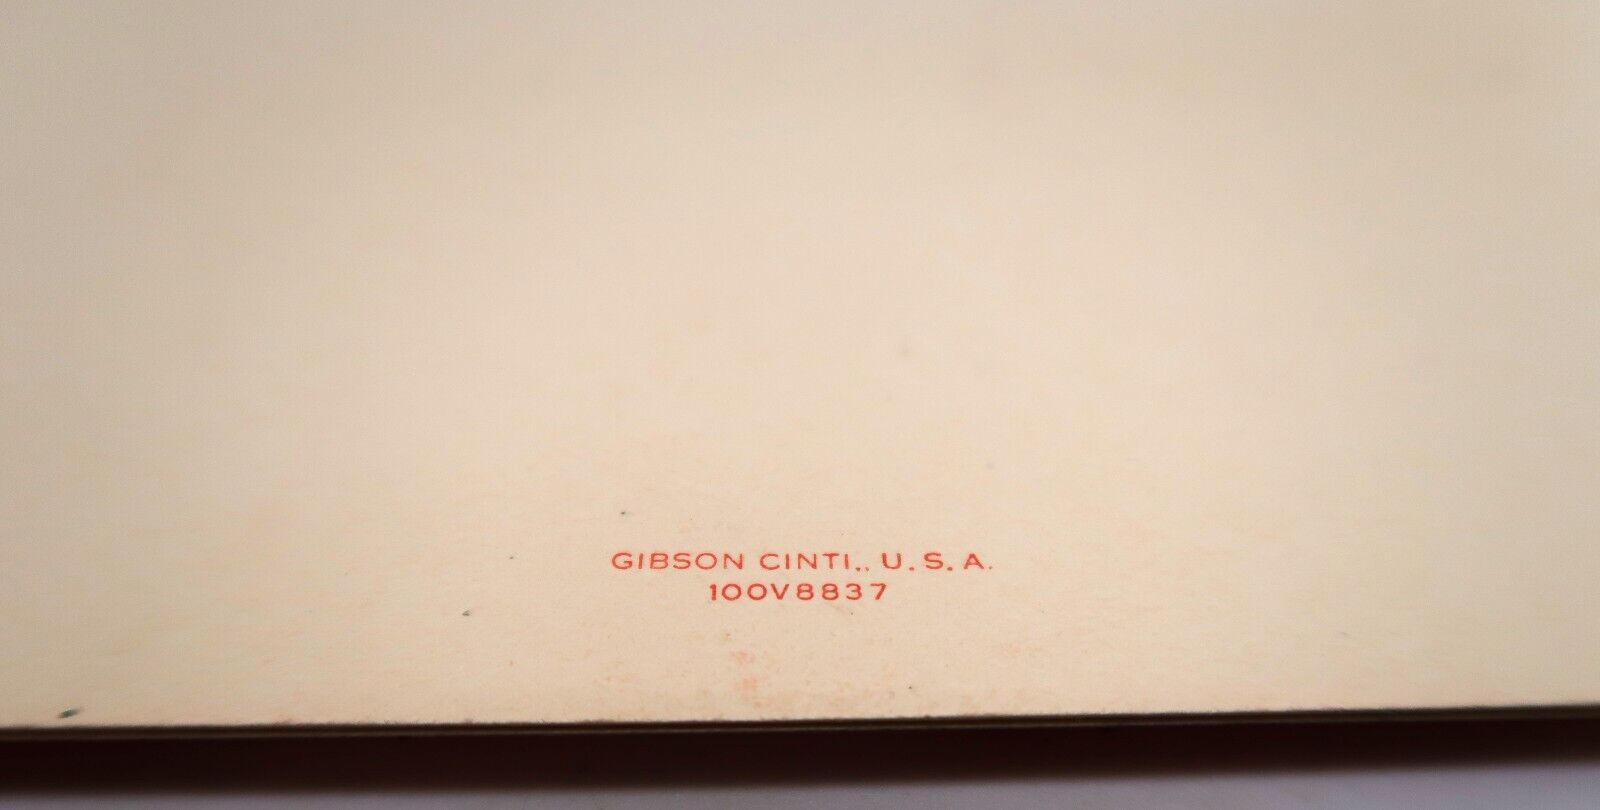 GIBSON CINTI., U. S. A.
100V8837